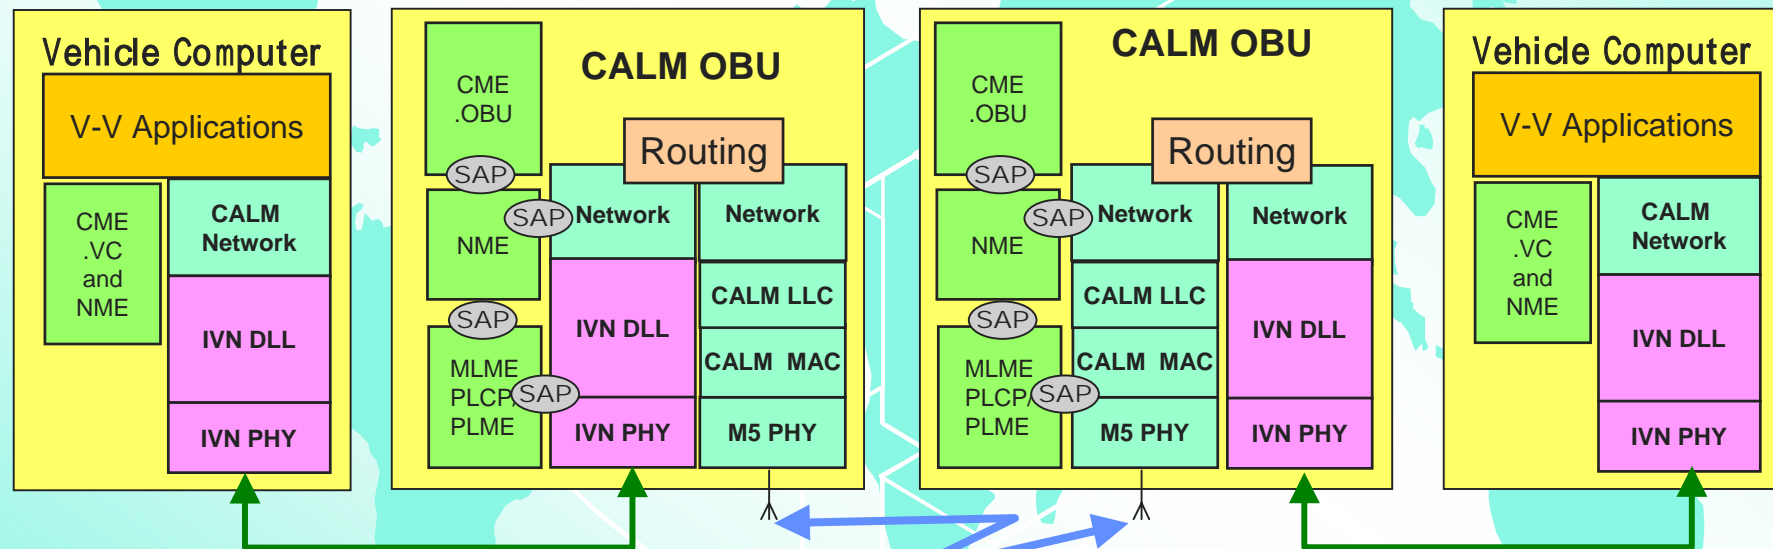 Vehicle Computer
V-V Applications
CME
.VC
and
NME
CALM
Network
IVN DLL
IVN PHY
CALM OBU
CME
.OBU
SAP
NME
SAP
MLME
PLCP/
PLME
SAP
SAP
Routing
Network
IVN DLL
IVN PHY
Network
CALM LLC
CALM MAC
M5 PHY
CALM OBU
CME
.OBU
SAP
NME
SAP
MLME
PLCP/
PLME
SAP
SAP
Routing
Network
CALM LLC
CALM MAC
M5 PHY
Network
IVN DLL
IVN PHY
Vehicle Computer
V-V Applications
CME
.VC
and
NME
CALM
Network
IVN DLL
IVN PHY